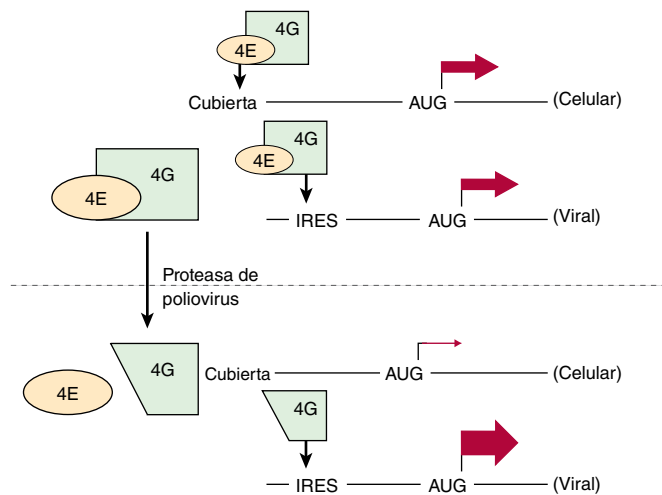 4G
4E
Cubierta AUG (Celular)
4G
4E
4G
4E
IRES AUG (Viral)
Proteasa de
poliovirus
4G
4E
Cubierta AUG (Celular)
4G
IRES AUG (Viral)